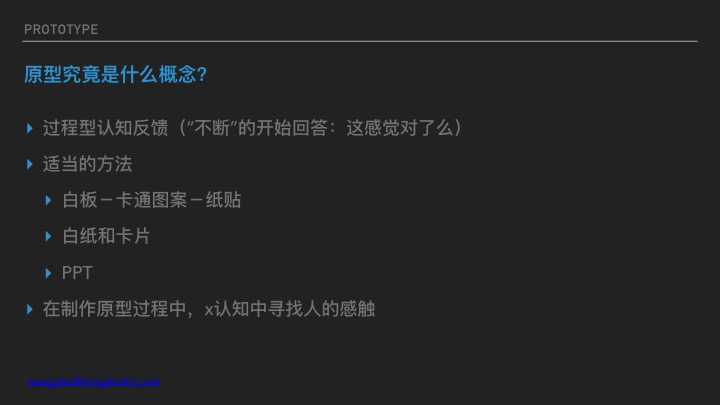 PROTOTYPE
原型究竟是什么概念?
过程型认知反馈（“不断”的开始回答：这感觉对了么）
适当的方法
白板－卡通图案－纸贴
白纸和卡片
PPT
在制作原型过程中，x认知中寻找人的感触